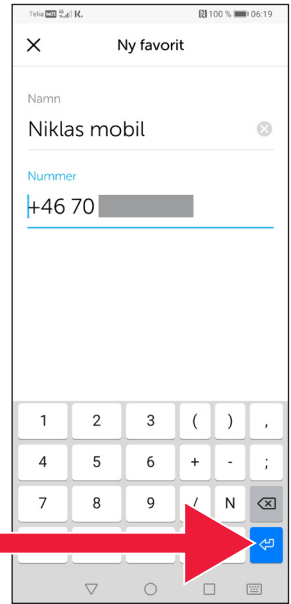 Telia 100 % 06:19
Ny favorit
Namn
Niklas mobil
Nummer
+46 70
1 2 3 ( ) ,
4 5 6 + - ;
7 8 9 / N